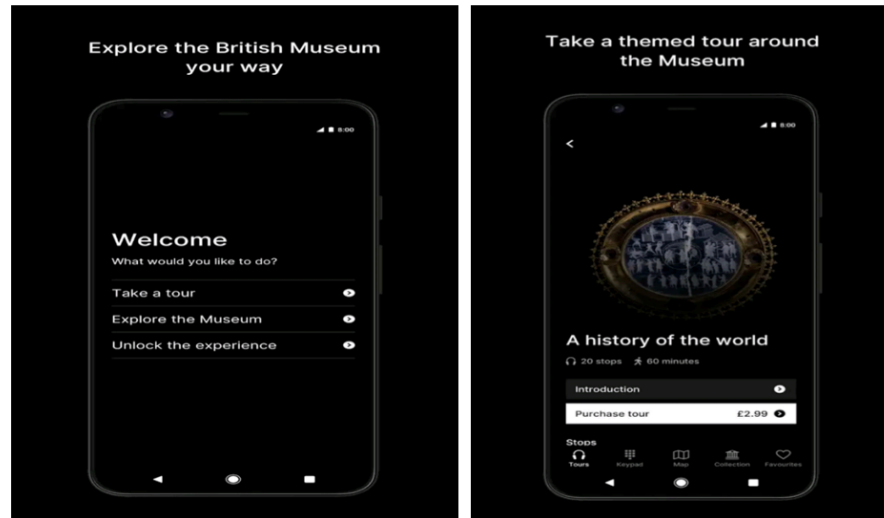 Explore the British Museum
your way
8:00
Welcome
What would you like to do?
Take a tour
Explore the Museum
Unlock the experience
Take a themed tour around
the Museum
8:00
A history of the world
20 stops 60 minutes
Introduction
Purchase tour £2.99
Stops
Tours Keypad Map Collection Favourites